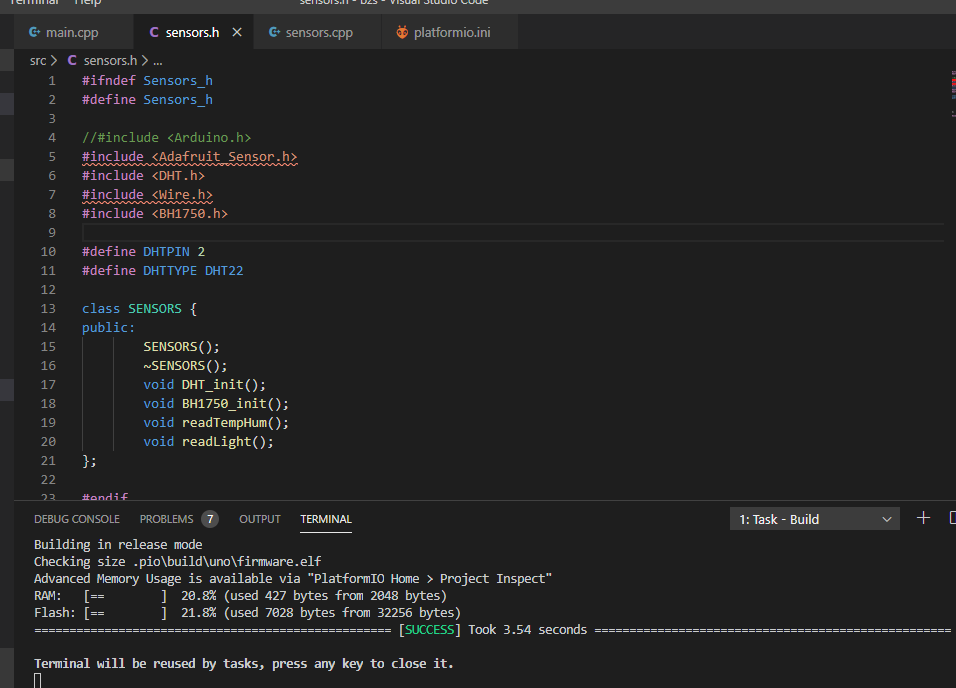 Terminal Help sensors.h - bzs - Visual Studio Code
main.cpp sensors.h sensors.cpp platformio.ini
src > C sensors.h > ...
1 #ifndef Sensors_h
2 #define Sensors_h
3
4 //#include <Arduino.h>
5 #include <Adafruit_Sensor.h>
6 #include <DHT.h>
7 #include <Wire.h>
8 #include <BH1750.h>
9
10 #define DHTPIN 2
11 #define DHTTYPE DHT22
12
13 class SENSORS {
14 public:
15 SENSORS();
16 ~SENSORS();
17 void DHT_init();
18 void BH1750_init();
19 void readTempHum();
20 void readLight();
21 };
22
23 #endif
DEBUG CONSOLE PROBLEMS 7 OUTPUT TERMINAL 1: Task - Build
Building in release mode
Checking size .pio\build\uno\firmware.elf
Advanced Memory Usage is available via "PlatformIO Home > Project Inspect"
RAM: [== ] 20.8% (used 427 bytes from 2048 bytes)
Flash: [== ] 21.8% (used 7028 bytes from 32256 bytes)
=================================================== [SUCCESS] Took 3.54 seconds ===================================================
Terminal will be reused by tasks, press any key to close it.